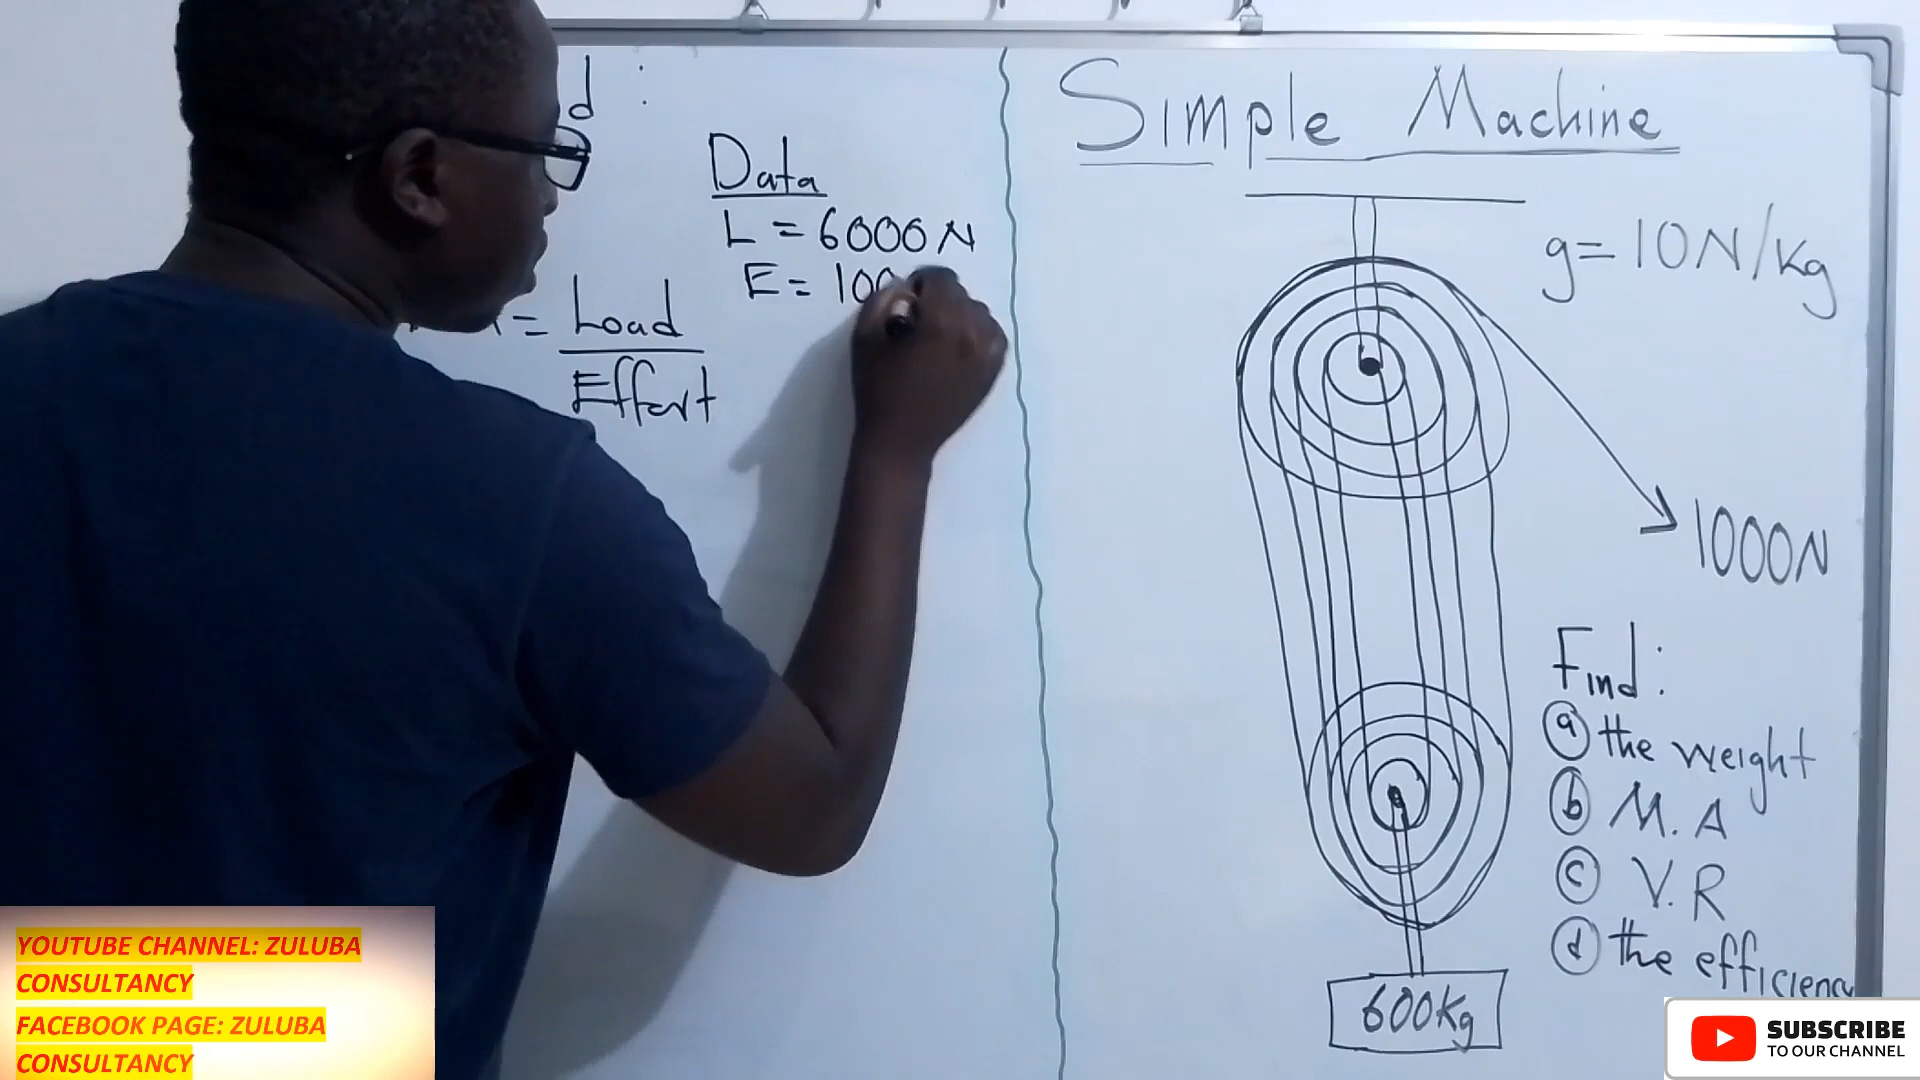 d :
Data
L = 6000N
E = 100
= Load
Effort
Simple Machine
g = 10N/Kg
1000N
Find:
(a) the weight
(b) M. A
(c) V. R
(d) the efficiency
600Kg
YOUTUBE CHANNEL: ZULUBA
CONSULTANCY
FACEBOOK PAGE: ZULUBA
CONSULTANCY
SUBSCRIBE
TO OUR CHANNEL